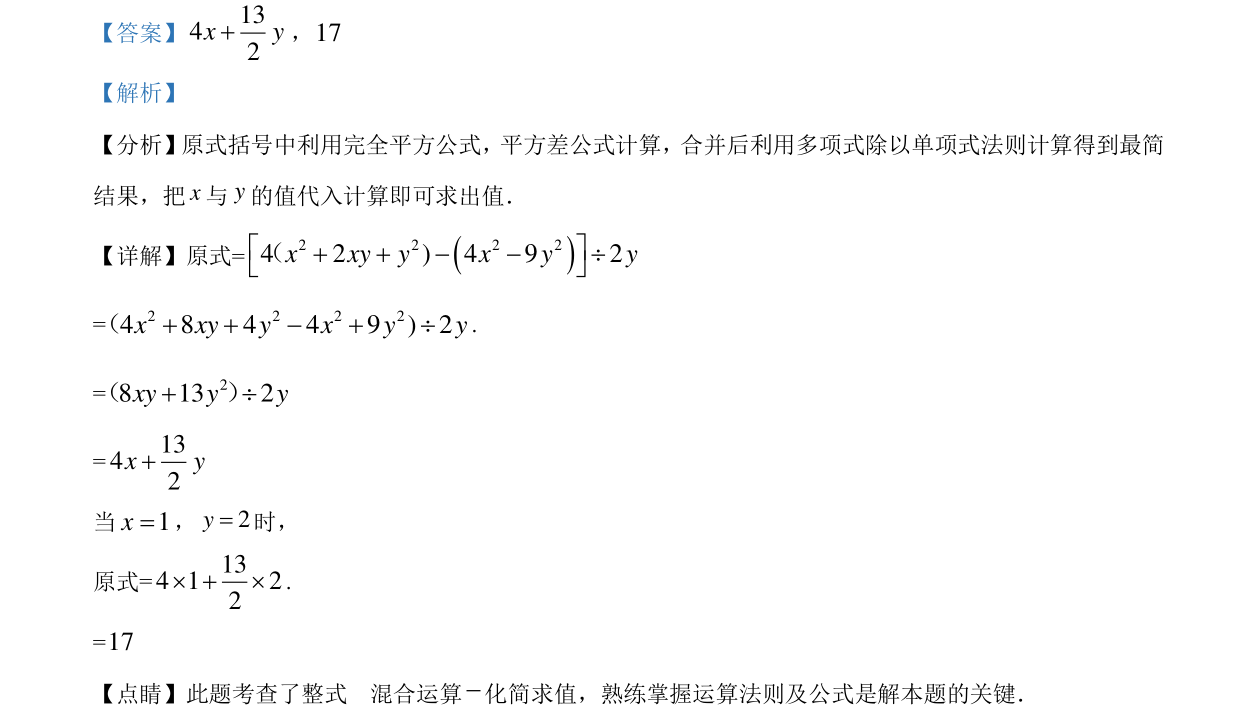 【答案】4x+13/2 y，17
【解析】
【分析】原式括号中利用完全平方公式，平方差公式计算，合并后利用多项式除以单项式法则计算得到最简
结果，把 x 与 y 的值代入计算即可求出值．
【详解】原式=[4(x²+2xy+y²)−(4x²−9y²)]÷2y
=(4x²+8xy+4y²−4x²+9y²)÷2y．
=(8xy+13y²)÷2y
=4x+13/2 y
当 x=1，y=2时，
原式=4×1+13/2×2．
=17
【点睛】此题考查了整式 混合运算－化简求值，熟练掌握运算法则及公式是解本题的关键．